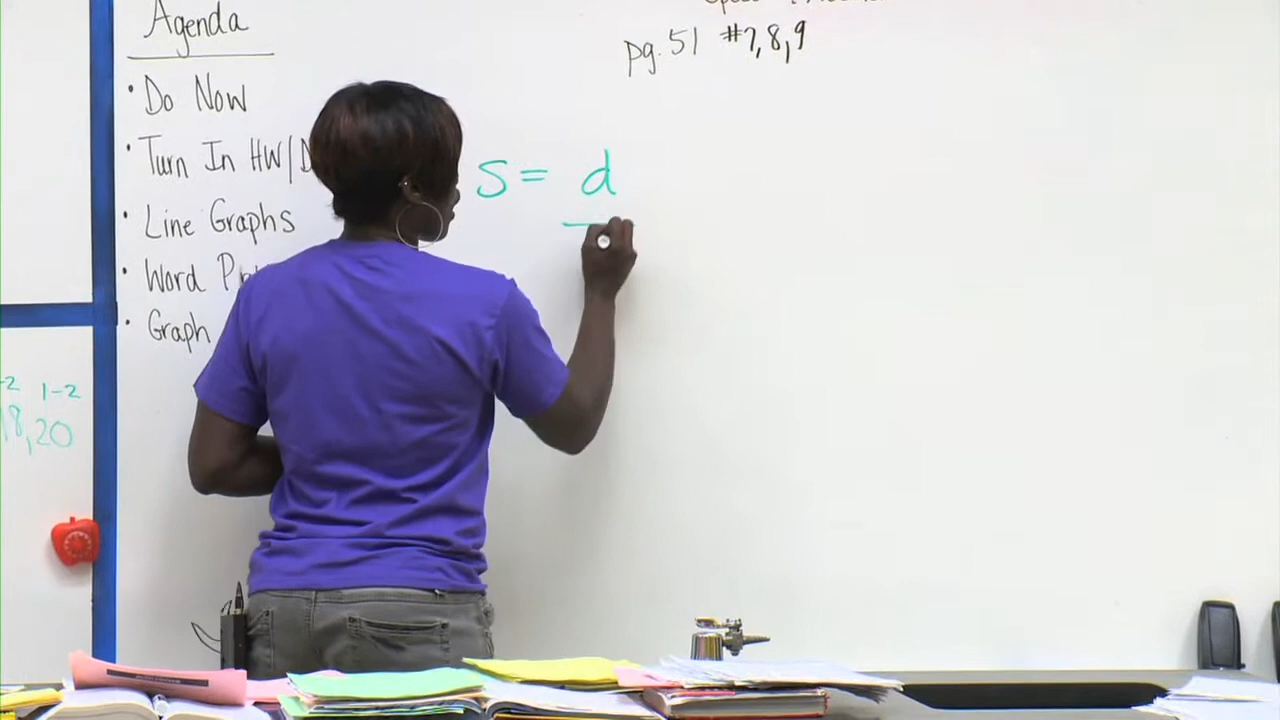 Agenda
• Do Now
• Turn In HW/
• Line Graphs
• Word
• Graph
pg. 51 #7,8,9
s = d
-2 1-2
18,20